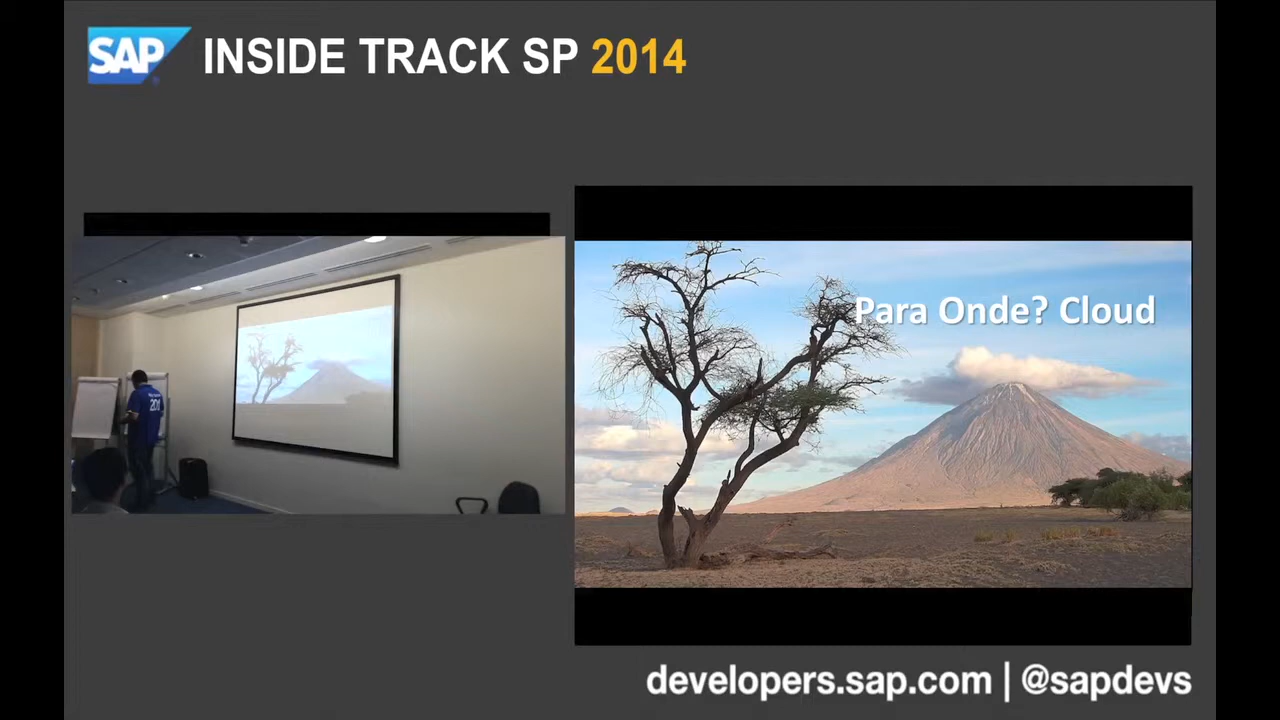 SAP
INSIDE TRACK SP 2014
Para Onde? Cloud
developers.sap.com | @sapdevs